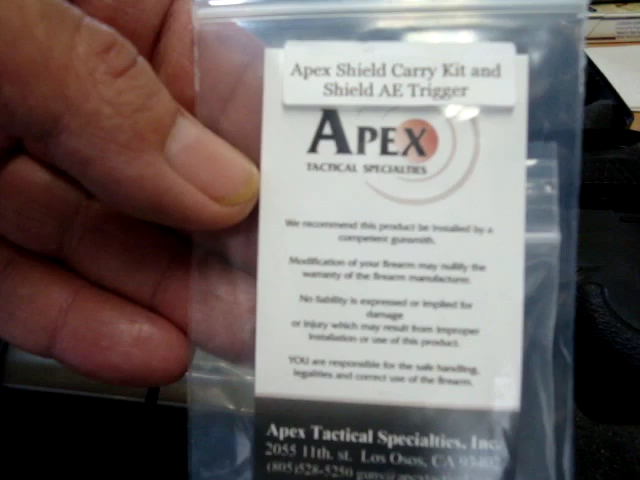 Apex Shield Carry Kit and
Shield AE Trigger
APEX
TACTICAL SPECIALTIES
We recommend this product be installed by a
competent gunsmith.
Modification of your firearm may nullify the
warranty of the firearm manufacturer.
No liability is expressed or implied for
damage
or injury which may result from improper
installation or use of this product.
YOU are responsible for the safe handling,
legalities and correct use of the firearm.
Apex Tactical Specialties, Inc.
2055 11th. st. Los Osos, CA 93402
(805)528-5250